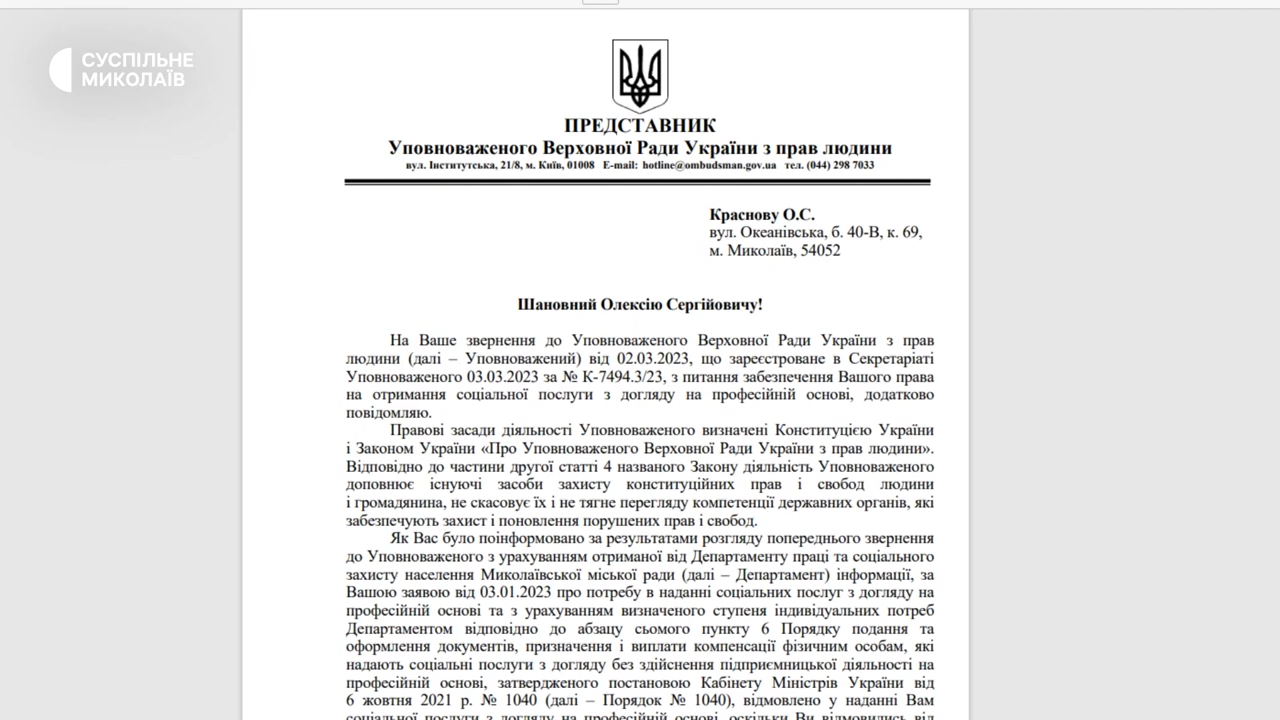 СУСПІЛЬНЕ
МИКОЛАЇВ
ПРЕДСТАВНИК
Уповноваженого Верховної Ради України з прав людини
вул. Інститутська, 21/8, м. Київ, 01008 E-mail: hotline@ombudsman.gov.ua тел. (044) 298 7033
Краснову О.С.
вул. Океанівська, б. 40-В, к. 69,
м. Миколаїв, 54052
Шановний Олексію Сергійовичу!
На Ваше звернення до Уповноваженого Верховної Ради України з прав
людини (далі – Уповноважений) від 02.03.2023, що зареєстроване в Секретаріаті
Уповноваженого 03.03.2023 за № К-7494.3/23, з питання забезпечення Вашого права
на отримання соціальної послуги з догляду на професійній основі, додатково
повідомляю.
Правові засади діяльності Уповноваженого визначені Конституцією України
і Законом України «Про Уповноваженого Верховної Ради України з прав людини».
Відповідно до частини другої статті 4 названого Закону діяльність Уповноваженого
доповнює існуючі засоби захисту конституційних прав і свобод людини
і громадянина, не скасовує їх і не тягне перегляду компетенції державних органів, які
забезпечують захист і поновлення порушених прав і свобод.
Як Вас було поінформовано за результатами розгляду попереднього звернення
до Уповноваженого з урахуванням отриманої від Департаменту праці та соціального
захисту населення Миколаївської міської ради (далі – Департамент) інформації, за
Вашою заявою від 03.01.2023 про потребу в наданні соціальних послуг з догляду на
професійній основі та з урахуванням визначеного ступеня індивідуальних потреб
Департаментом відповідно до абзацу сьомого пункту 6 Порядку подання та
оформлення документів, призначення і виплати компенсації фізичним особам, які
надають соціальні послуги з догляду без здійснення підприємницької діяльності на
професійній основі, затвердженого постановою Кабінету Міністрів України від
6 жовтня 2021 р. № 1040 (далі – Порядок № 1040), відмовлено у наданні Вам
соціальної послуги з догляду на професійній основі, оскільки Ви відмовились від